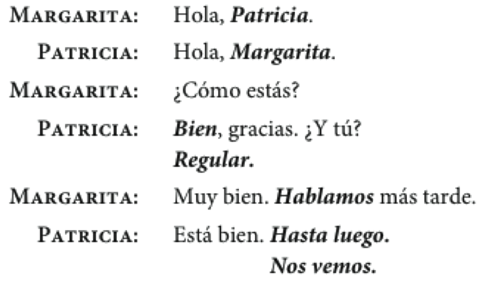 MARGARITA: Hola, Patricia.
PATRICIA: Hola, Margarita.
MARGARITA: ¿Cómo estás?
PATRICIA: Bien, gracias. ¿Y tú?
Regular.
MARGARITA: Muy bien. Hablamos más tarde.
PATRICIA: Está bien. Hasta luego.
Nos vemos.